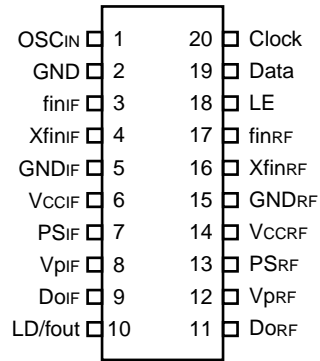 OSCIN 1 20 Clock
GND 2 19 Data
finIF 3 18 LE
XfinIF 4 17 finRF
GNDIF 5 16 XfinRF
VCCIF 6 15 GNDRF
PSIF 7 14 VCCRF
VpIF 8 13 PSRF
DoIF 9 12 VpRF
LD/fout 10 11 DoRF